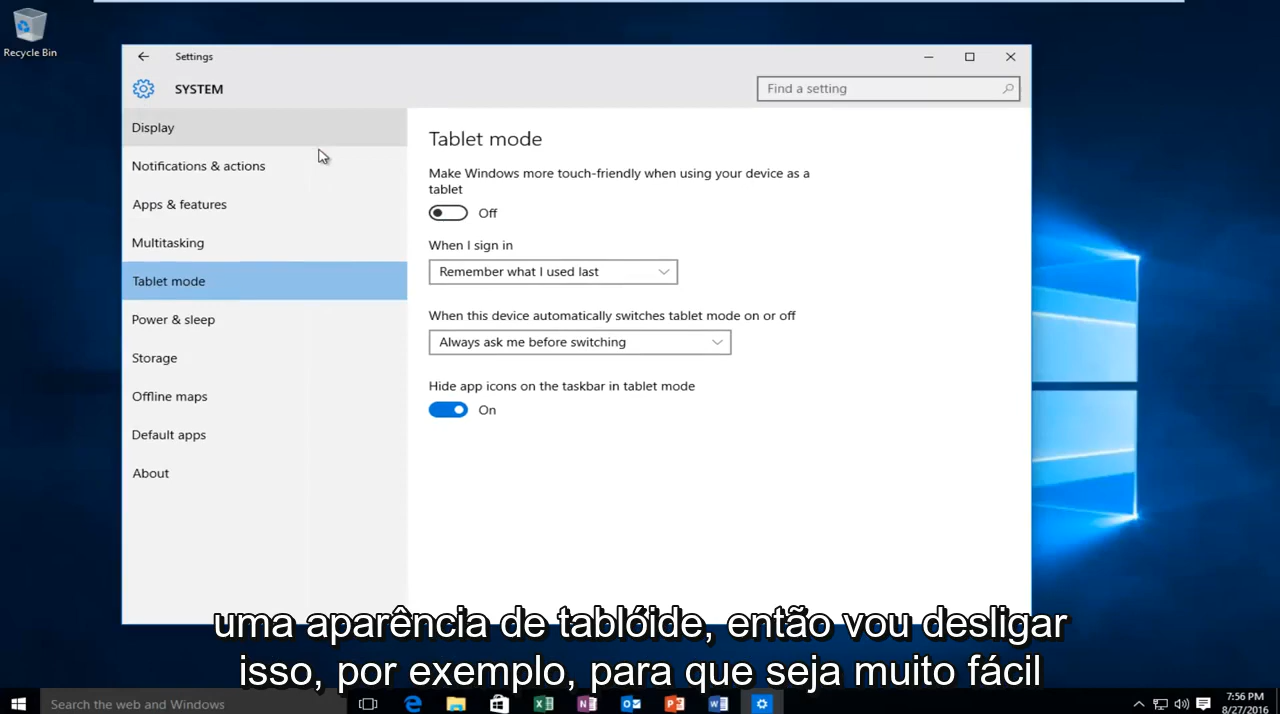 Recycle Bin
Settings
SYSTEM
Find a setting
Display
Notifications & actions
Apps & features
Multitasking
Tablet mode
Power & sleep
Storage
Offline maps
Default apps
About
Tablet mode
Make Windows more touch-friendly when using your device as a
tablet
Off
When I sign in
Remember what I used last
When this device automatically switches tablet mode on or off
Always ask me before switching
Hide app icons on the taskbar in tablet mode
On
uma aparência de tablóide, então vou desligar
isso, por exemplo, para que seja muito fácil
Search the web and Windows
7:56 PM
8/27/2016